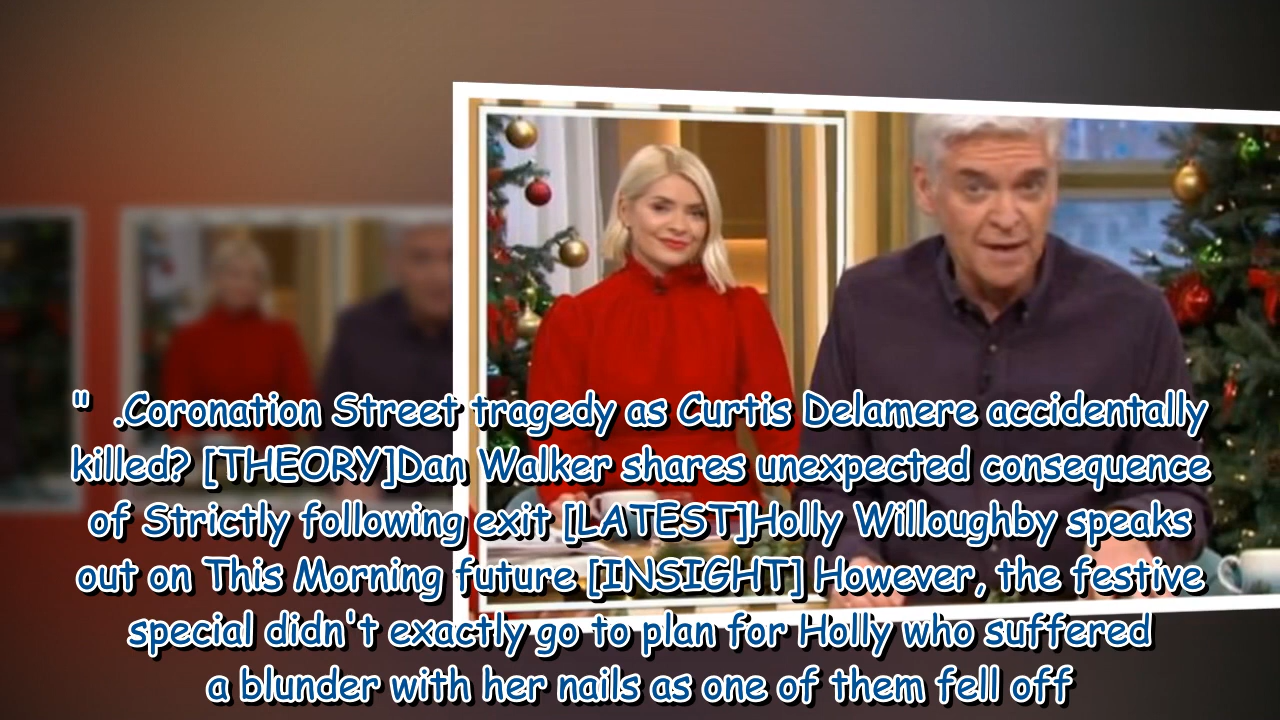 " .Coronation Street tragedy as Curtis Delamere accidentally
killed? [THEORY]Dan Walker shares unexpected consequence
of Strictly following exit [LATEST]Holly Willoughby speaks
out on This Morning future [INSIGHT] However, the festive
special didn't exactly go to plan for Holly who suffered
a blunder with her nails as one of them fell off